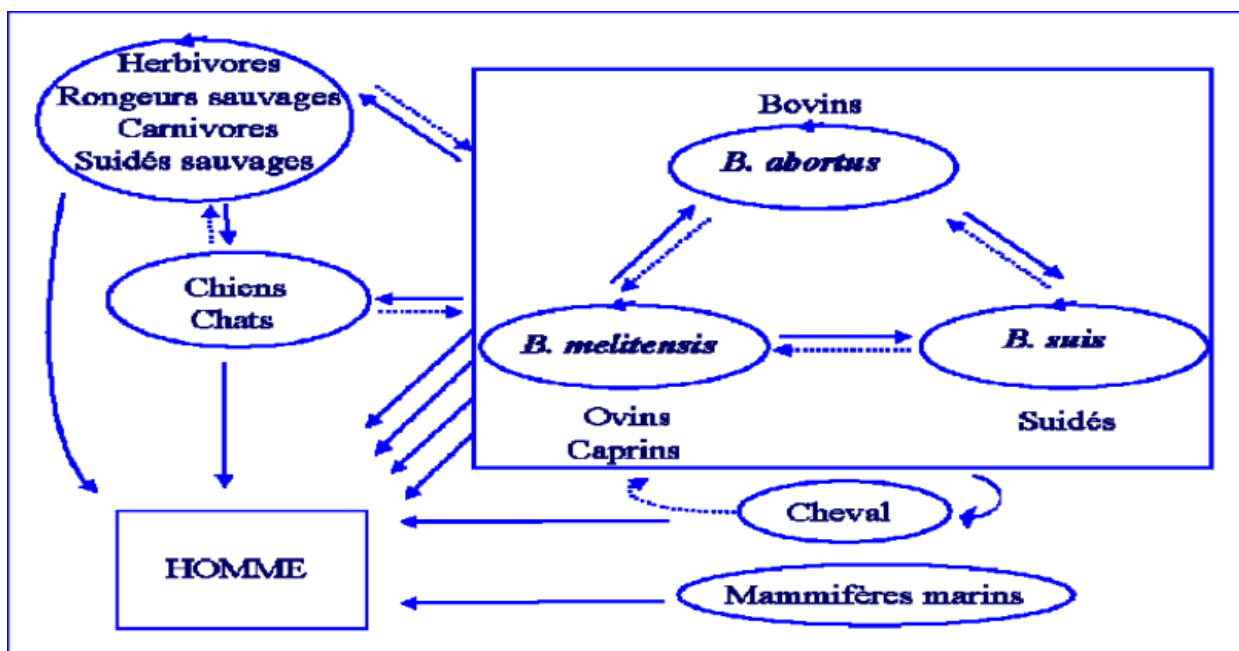 Herbivores
Rongeurs sauvages
Carnivores
Suidés sauvages
Chiens
Chats
HOMME
Bovins
B. abortus
B. melitensis
B. suis
Ovins
Caprins
Suidés
Cheval
Mammifères marins